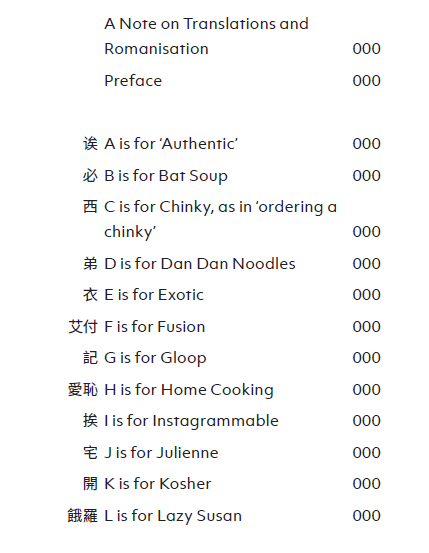 A Note on Translations and
Romanisation 000
Preface 000
诶 A is for ‘Authentic’ 000
必 B is for Bat Soup 000
西 C is for Chinky, as in ‘ordering a
chinky’ 000
弟 D is for Dan Dan Noodles 000
衣 E is for Exotic 000
艾付 F is for Fusion 000
記 G is for Gloop 000
愛恥 H is for Home Cooking 000
挨 I is for Instagrammable 000
宅 J is for Julienne 000
開 K is for Kosher 000
餓羅 L is for Lazy Susan 000